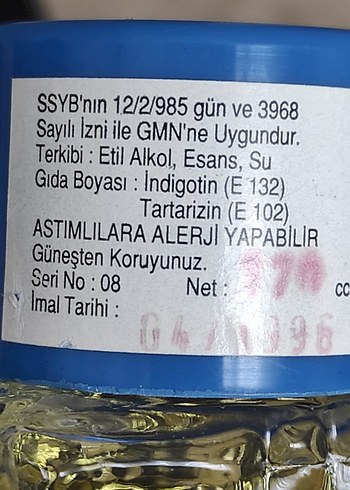 SSYB'nın 12/2/985 gün ve 3968
Sayılı İzni ile GMN'ne Uygundur.
Terkibi : Etil Alkol, Esans, Su
Gıda Boyası : İndigotin (E 132)
Tartarizin (E 102)
ASTIMLILARA ALERJİ YAPABİLİR
Güneşten Koruyunuz.
Seri No : 08 Net : cc
İmal Tarihi :